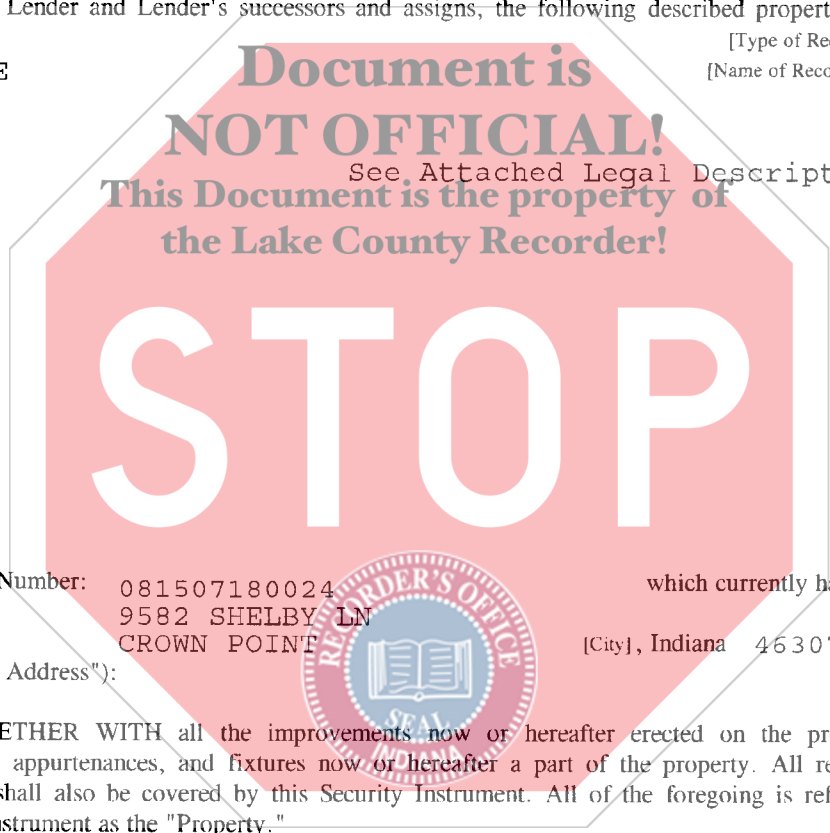 Lender and Lender's successors and assigns, the following described propert
[Type of Rec
E
[Name of Reco
Document is
NOT OFFICIAL!
See Attached Legal Descript
This Document is the property of
the Lake County Recorder!
STOP
Number: 081507180024 which currently ha
9582 SHELBY LN
CROWN POINT [City], Indiana 46307
Address"):
RECORDER'S OFFICE
SEAL
INDIANA
ETHER WITH all the improvements now or hereafter erected on the pr
appurtenances, and fixtures now or hereafter a part of the property. All re
shall also be covered by this Security Instrument. All of the foregoing is ref
nstrument as the "Property."